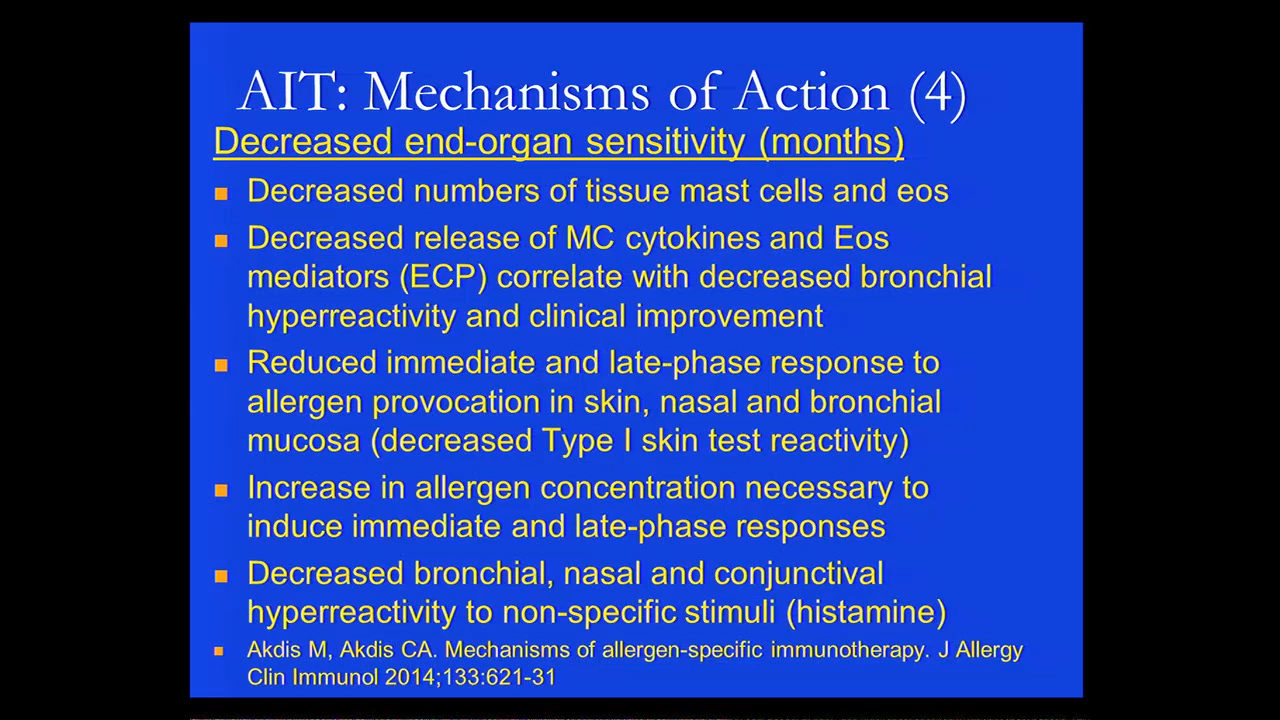 AIT: Mechanisms of Action (4)
Decreased end-organ sensitivity (months)
Decreased numbers of tissue mast cells and eos
Decreased release of MC cytokines and Eos
mediators (ECP) correlate with decreased bronchial
hyperreactivity and clinical improvement
Reduced immediate and late-phase response to
allergen provocation in skin, nasal and bronchial
mucosa (decreased Type I skin test reactivity)
Increase in allergen concentration necessary to
induce immediate and late-phase responses
Decreased bronchial, nasal and conjunctival
hyperreactivity to non-specific stimuli (histamine)
Akdis M, Akdis CA. Mechanisms of allergen-specific immunotherapy. J Allergy
Clin Immunol 2014;133:621-31